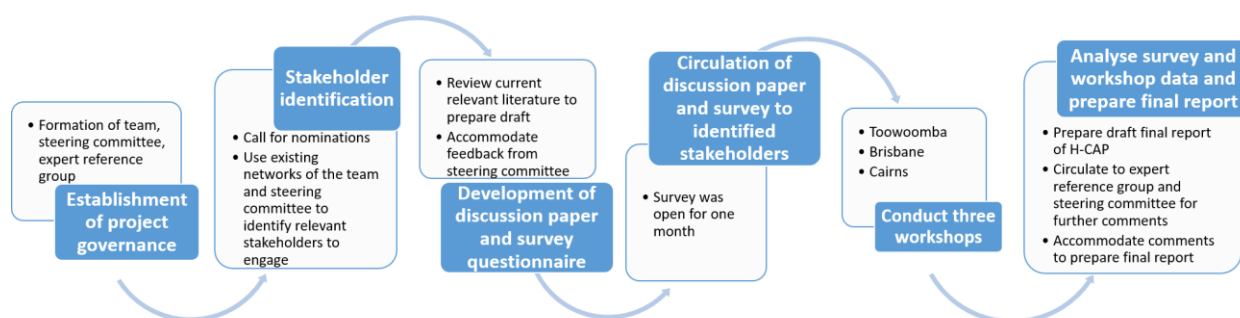 • Formation of team,
steering committee,
expert reference
group
Establishment
of project
governance
Stakeholder
identification
• Call for nominations
• Use existing
networks of the team
and steering
committee to
identify relevant
stakeholders to
engage
• Review current
relevant literature to
prepare draft
• Accommodate
feedback from
steering committee
Development of
discussion paper
and survey
questionnaire
Circulation of
discussion paper
and survey to
identified
stakeholders
• Survey was
open for one
month
• Toowoomba
• Brisbane
• Cairns
Conduct three
workshops
Analyse survey and
workshop data and
prepare final report
• Prepare draft final report
of H-CAP
• Circulate to expert
reference group and
steering committee for
further comments
• Accommodate comments
to prepare final report